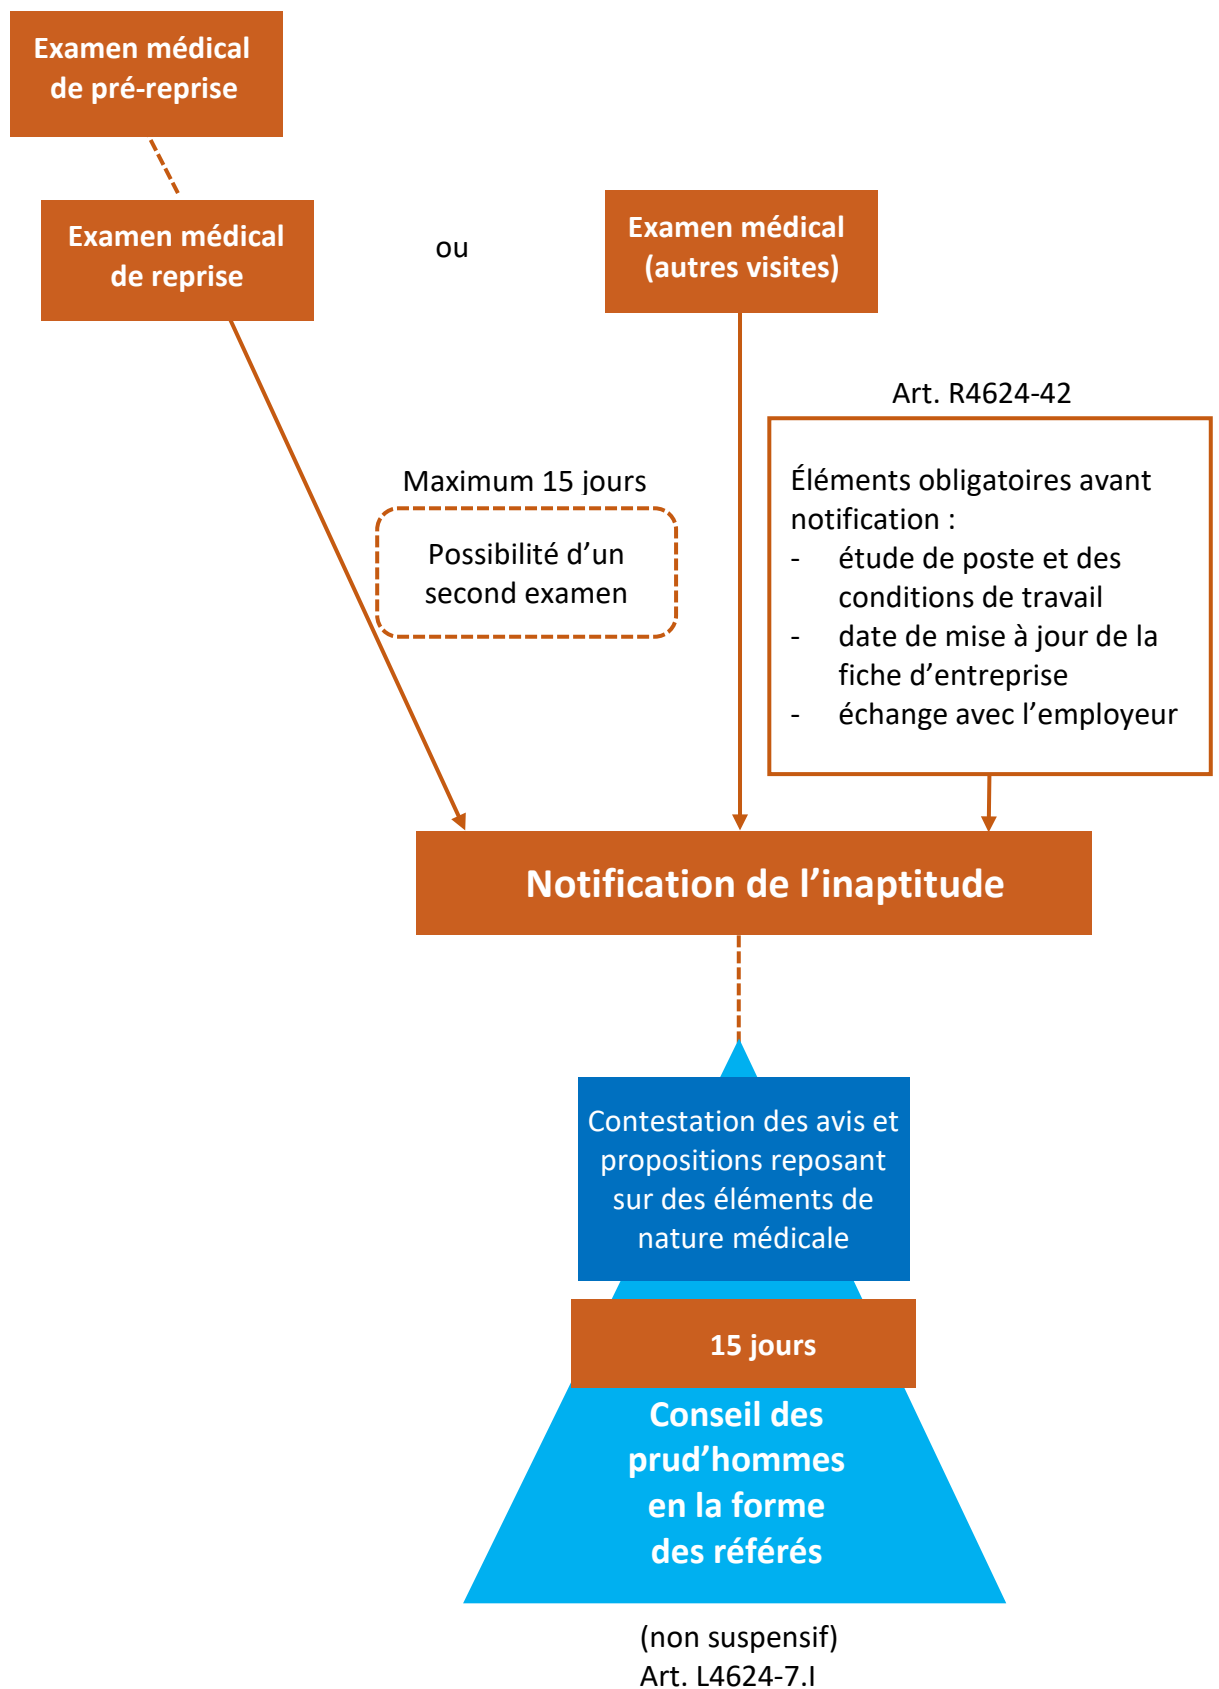 Examen médical
de pré-reprise
Examen médical
de reprise
ou
Examen médical
(autres visites)
Art. R4624-42
Éléments obligatoires avant
notification :
- étude de poste et des
conditions de travail
- date de mise à jour de la
fiche d’entreprise
- échange avec l’employeur
Maximum 15 jours
Possibilité d’un
second examen
Notification de l’inaptitude
Contestation des avis et
propositions reposant
sur des éléments de
nature médicale
15 jours
Conseil des
prud’hommes
en la forme
des référés
(non suspensif)
Art. L4624-7.I